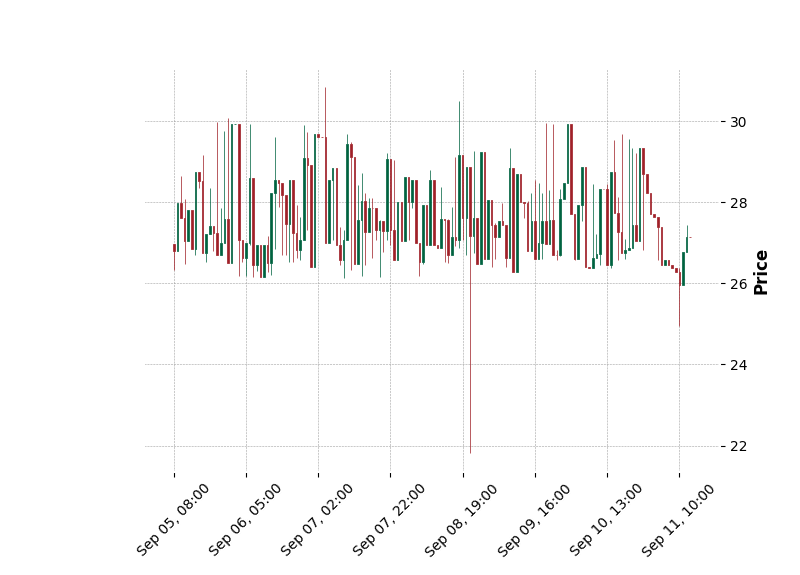 30
28
26
24
22
Price
Sep 05, 08:00
Sep 06, 05:00
Sep 07, 02:00
Sep 07, 22:00
Sep 08, 19:00
Sep 09, 16:00
Sep 10, 13:00
Sep 11, 10:00